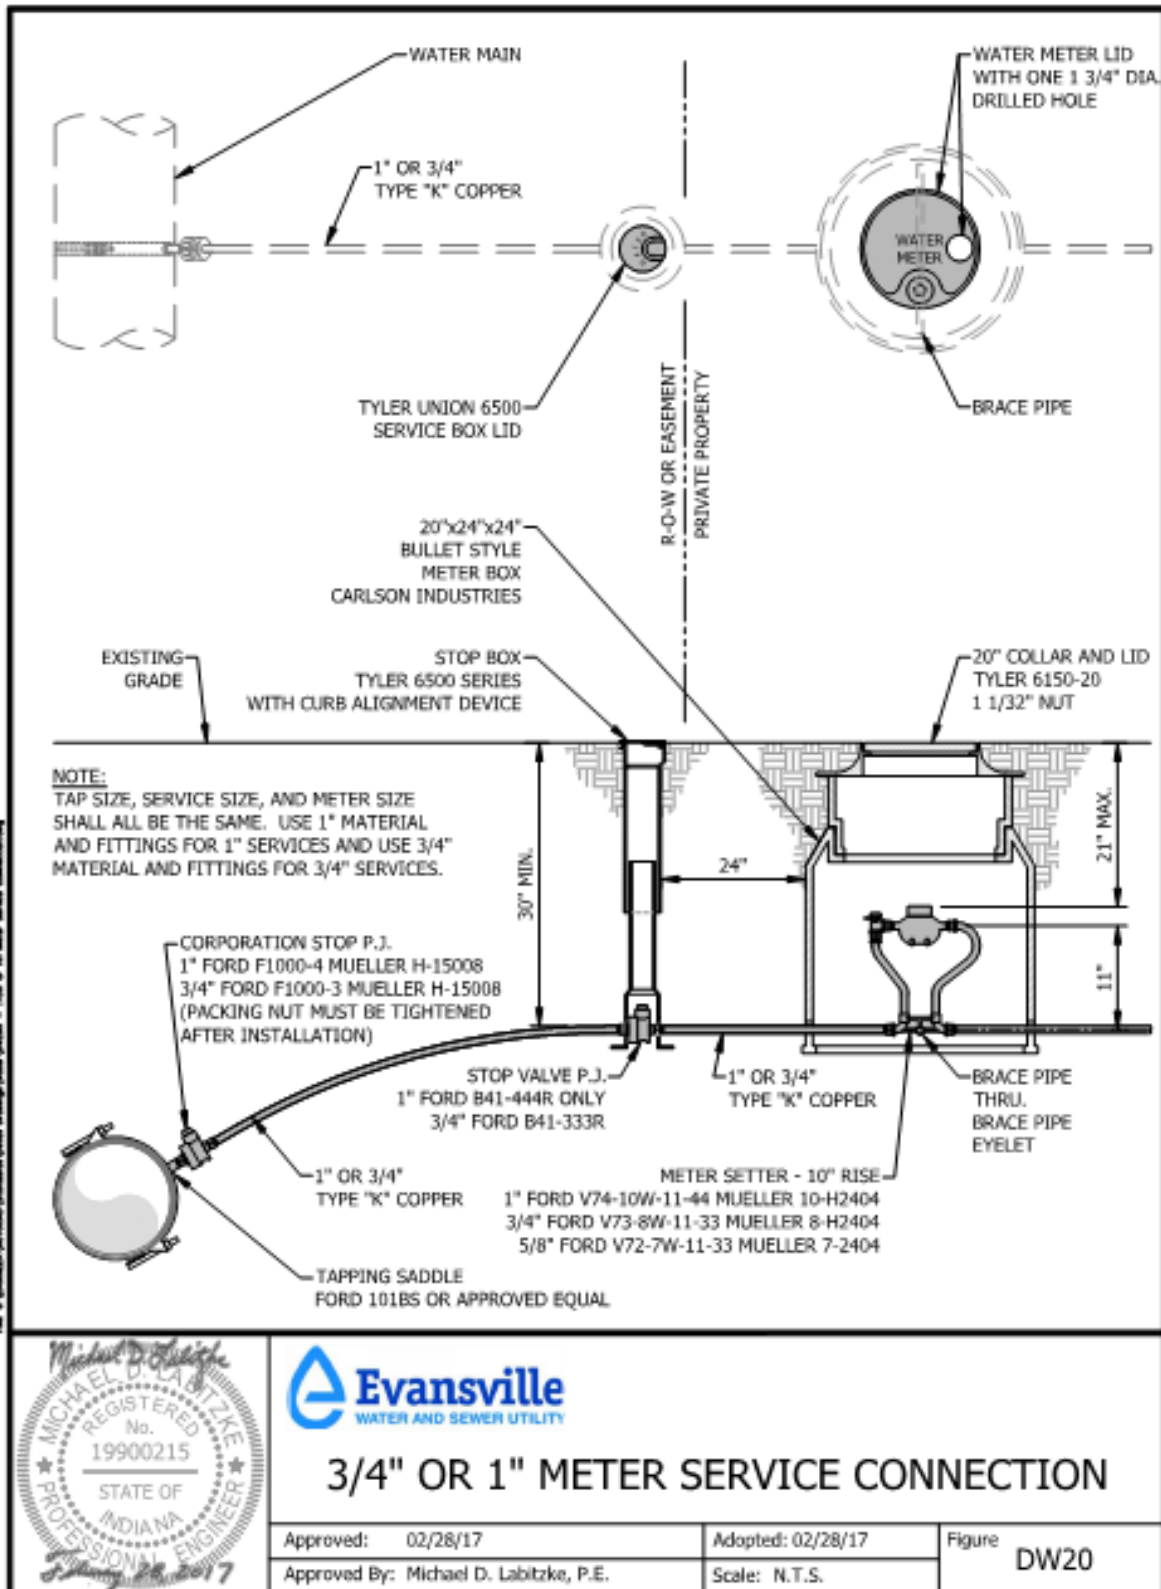 WATER MAIN
WATER METER LID
WITH ONE 1 3/4" DIA.
DRILLED HOLE
1" OR 3/4"
TYPE "K" COPPER
WATER
METER
TYLER UNION 6500
SERVICE BOX LID
R-O-W OR EASEMENT
PRIVATE PROPERTY
BRACE PIPE
20"x24"x24"
BULLET STYLE
METER BOX
CARLSON INDUSTRIES
EXISTING
GRADE
STOP BOX
TYLER 6500 SERIES
WITH CURB ALIGNMENT DEVICE
20" COLLAR AND LID
TYLER 6150-20
1 1/32" NUT
NOTE:
TAP SIZE, SERVICE SIZE, AND METER SIZE
SHALL ALL BE THE SAME. USE 1" MATERIAL
AND FITTINGS FOR 1" SERVICES AND USE 3/4"
MATERIAL AND FITTINGS FOR 3/4" SERVICES.
30" MIN.
24"
21" MAX.
11"
CORPORATION STOP P.J.
1" FORD F1000-4 MUELLER H-15008
3/4" FORD F1000-3 MUELLER H-15008
(PACKING NUT MUST BE TIGHTENED
AFTER INSTALLATION)
STOP VALVE P.J.
1" FORD B41-444R ONLY
3/4" FORD B41-333R
1" OR 3/4"
TYPE "K" COPPER
BRACE PIPE
THRU.
BRACE PIPE
EYELET
1" OR 3/4"
TYPE "K" COPPER
METER SETTER - 10" RISE
1" FORD V74-10W-11-44 MUELLER 10-H2404
3/4" FORD V73-8W-11-33 MUELLER 8-H2404
5/8" FORD V72-7W-11-33 MUELLER 7-2404
TAPPING SADDLE
FORD 101BS OR APPROVED EQUAL
Michael D. Labitzke
MICHAEL D. LABITZKE
REGISTERED
No.
19900215
STATE OF
INDIANA
PROFESSIONAL ENGINEER
February 28, 2017
Evansville
WATER AND SEWER UTILITY
3/4" OR 1" METER SERVICE CONNECTION
Approved: 02/28/17
Adopted: 02/28/17
Figure
DW20
Approved By: Michael D. Labitzke, P.E.
Scale: N.T.S.